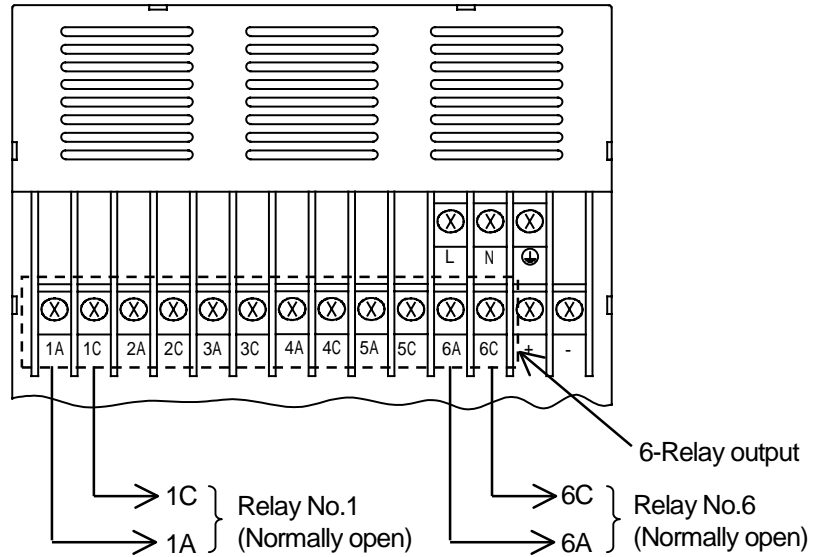 L N
1A 1C 2A 2C 3A 3C 4A 4C 5A 5C 6A 6C + -
6-Relay output
1C
1A
Relay No.1
(Normally open)
6C
6A
Relay No.6
(Normally open)